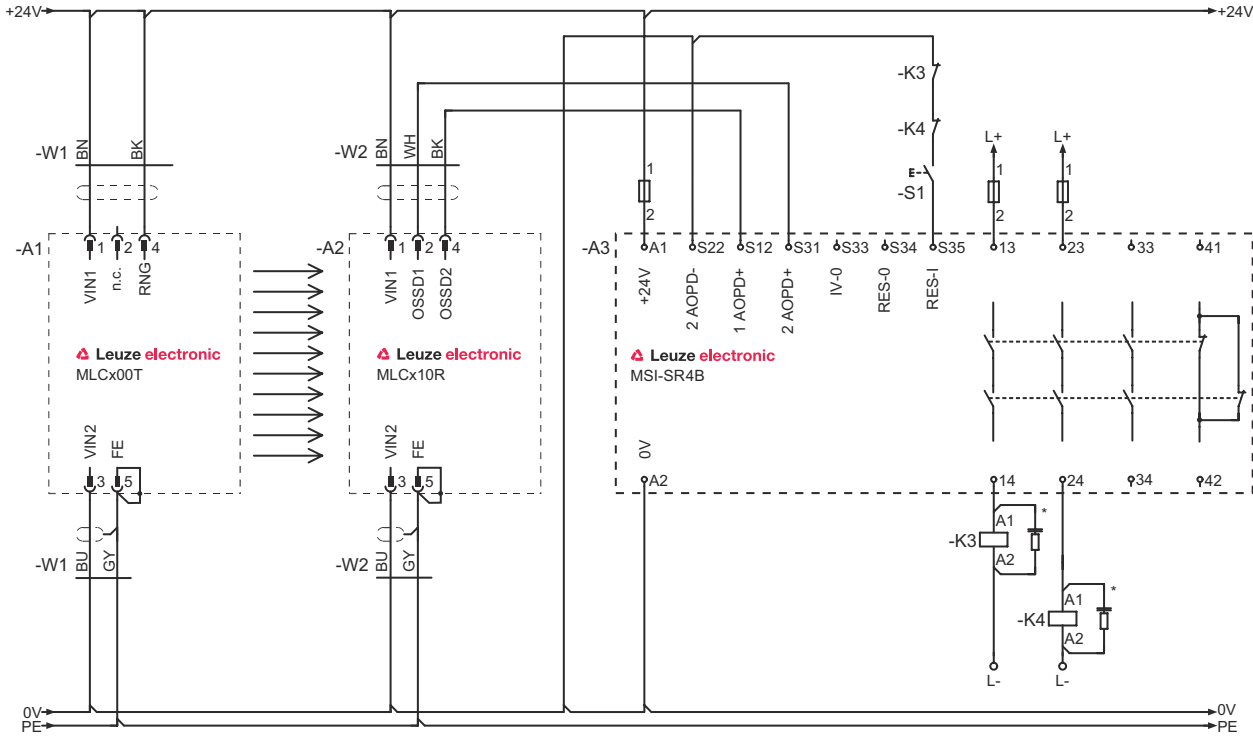 +24V
+24V
-K3
-K4
-S1
E
L+
L+
-W1
BN
BK
-W2
BN
WH
BK
1
2
1
2
1
2
-A1
1
2
4
VIN1
n.c.
RNG
-A2
1
2
4
VIN1
OSSD1
OSSD2
-A3
A1
S22
S12
S31
S33
S34
S35
13
23
33
41
+24V
2 AOPD-
1 AOPD+
2 AOPD+
IV-0
RES-0
RES-I
Leuze electronic
MLCx00T
Leuze electronic
MLCx10R
Leuze electronic
MSI-SR4B
VIN2
FE
3
5
VIN2
FE
3
5
0V
A2
14
24
34
42
-W1
BU
GY
-W2
BU
GY
-K3
A1
A2
*
-K4
A1
A2
*
L-
L-
0V
0V
PE
PE